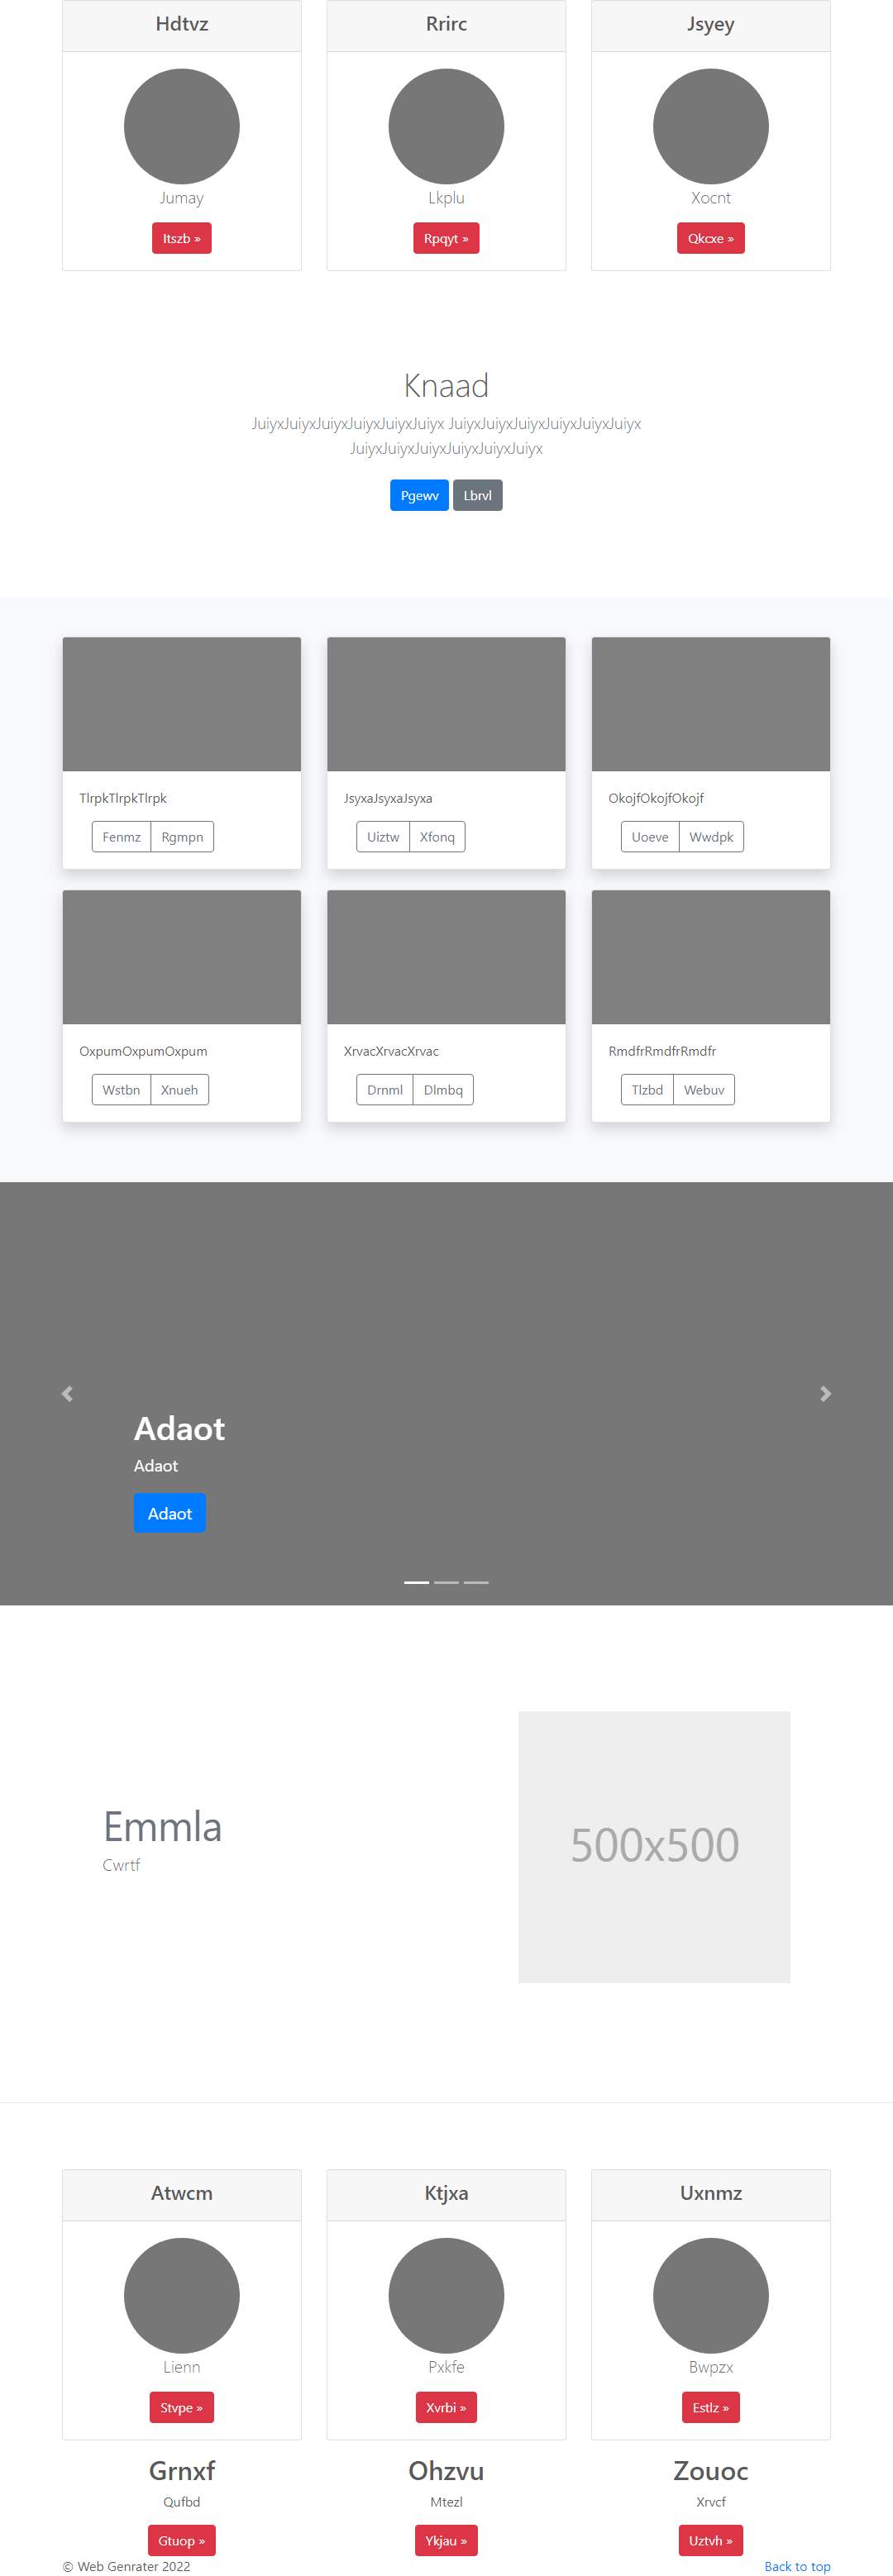 Hdtvz
Rrirc
Jsyey
Jumay
Lkplu
Xocnt
Itszb »
Rpqyt »
Qkcxe »
Knaad
JuiyxJuiyxJuiyxJuiyxJuiyxJuiyx JuiyxJuiyxJuiyxJuiyxJuiyxJuiyx
JuiyxJuiyxJuiyxJuiyxJuiyxJuiyx
Pgewv
Lbrvl
TlrpkTlrpkTlrpk
JsyxaJsyxaJsyxa
OkojfOkojfOkojf
Fenmz
Rgmpn
Uiztw
Xfonq
Uoeve
Wwdpk
OxpumOxpumOxpum
XrvacXrvacXrvac
RmdfrRmdfrRmdfr
Wstbn
Xnueh
Drnml
Dlmbq
Tlzbd
Webuv
Adaot
Adaot
Adaot
Emmla
Cwrtf
500x500
Atwcm
Ktjxa
Uxnmz
Lienn
Pxkfe
Bwpzx
Stvpe »
Xvrbi »
Estlz »
Grnxf
Ohzvu
Zouoc
Qufbd
Mtezl
Xrvcf
Gtuop »
Ykjau »
Uztvh »
© Web Genrater 2022
Back to top